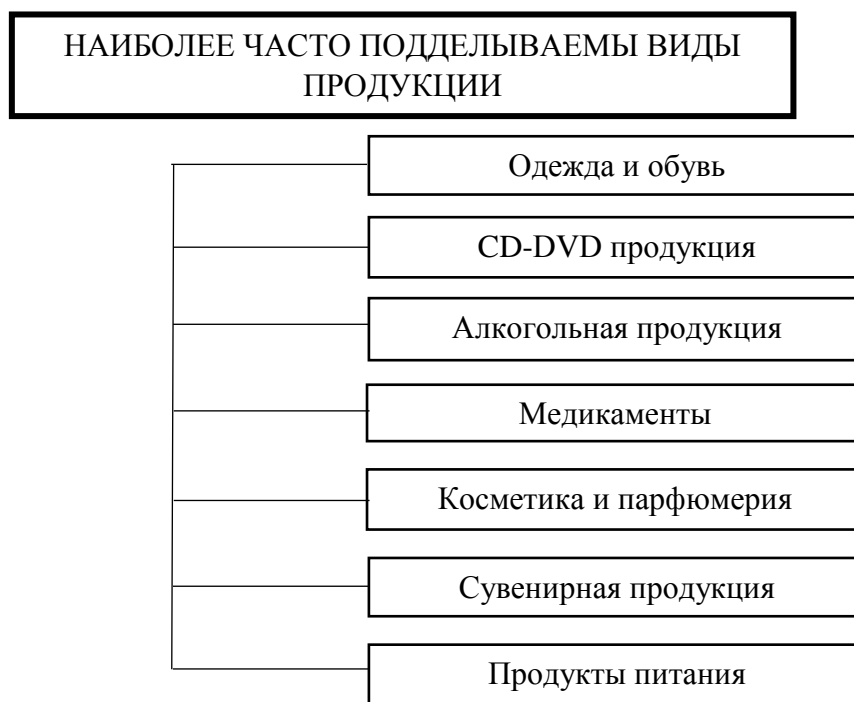 НАИБОЛЕЕ ЧАСТО ПОДДЕЛЫВАЕМЫ ВИДЫ
ПРОДУКЦИИ
Одежда и обувь
CD-DVD продукция
Алкогольная продукция
Медикаменты
Косметика и парфюмерия
Сувенирная продукция
Продукты питания